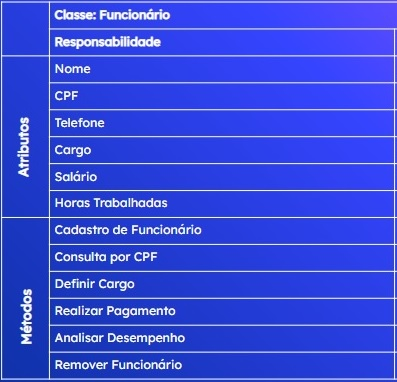 Classe: Funcionário
Responsabilidade
Atributos
Nome
CPF
Telefone
Cargo
Salário
Horas Trabalhadas
Métodos
Cadastro de Funcionário
Consulta por CPF
Definir Cargo
Realizar Pagamento
Analisar Desempenho
Remover Funcionário